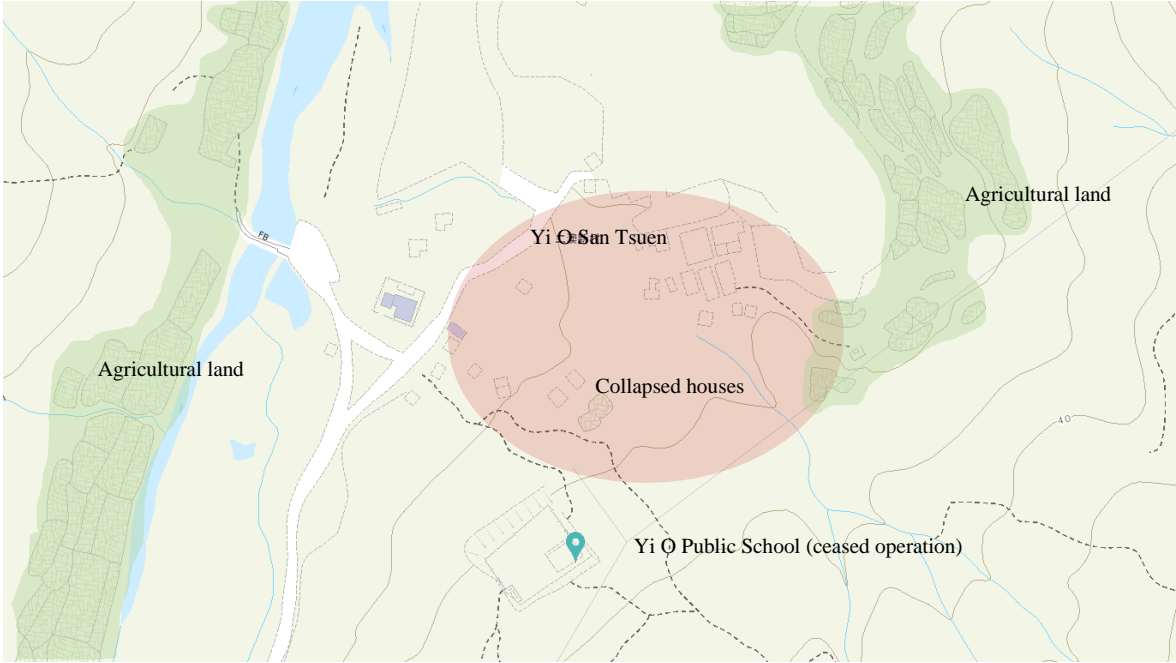 Agricultural land
FB
Yi O San Tsuen
Agricultural land
Collapsed houses
40
Yi O Public School (ceased operation)